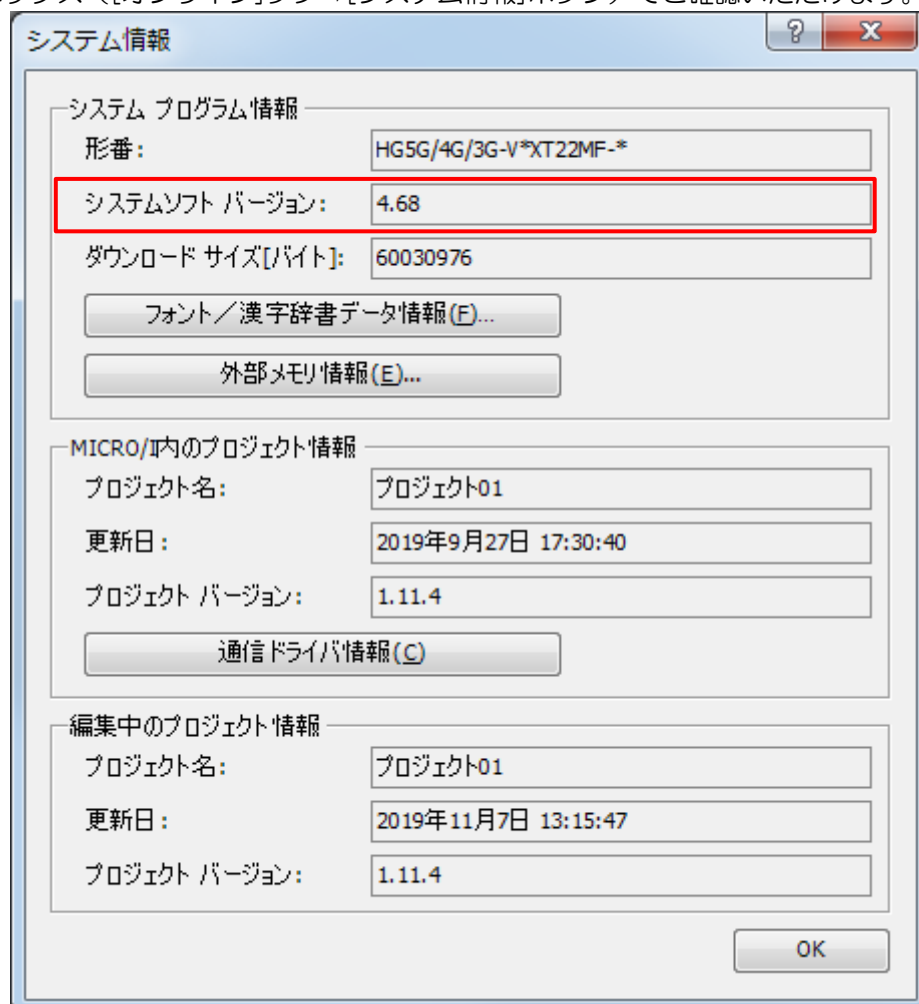 システム情報
システム プログラム情報
形番: HG5G/4G/3G-V*XT22MF-*
システムソフト バージョン: 4.68
ダウンロード サイズ[バイト]: 60030976
フォント／漢字辞書データ情報(F)...
外部メモリ情報(E)...
MICRO/I内のプロジェクト情報
プロジェクト名: プロジェクト01
更新日: 2019年9月27日 17:30:40
プロジェクト バージョン: 1.11.4
通信ドライバ情報(C)
編集中のプロジェクト情報
プロジェクト名: プロジェクト01
更新日: 2019年11月7日 13:15:47
プロジェクト バージョン: 1.11.4
OK